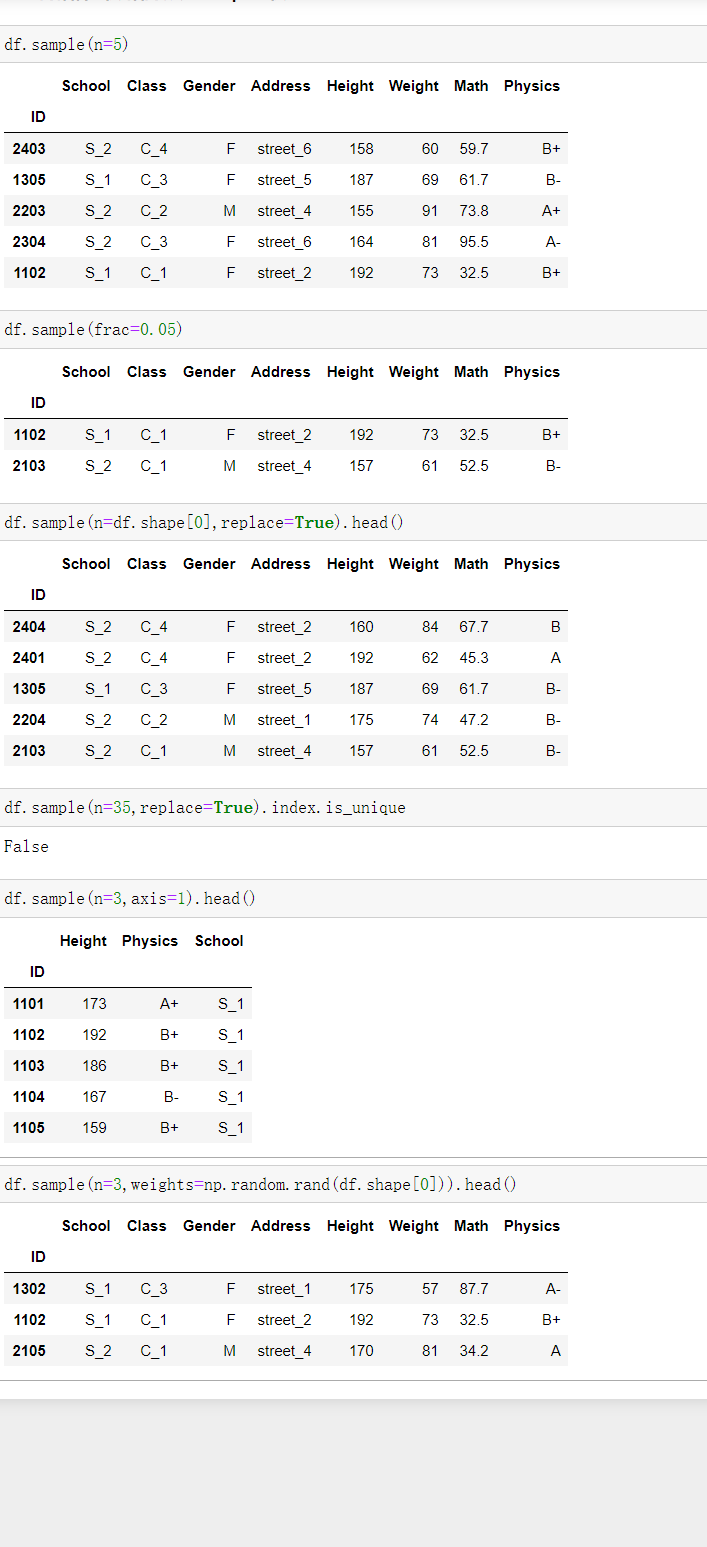 df.sample(n=5)
School Class Gender Address Height Weight Math Physics
ID
2403 S_2 C_4 F street_6 158 60 59.7 B+
1305 S_1 C_3 F street_5 187 69 61.7 B-
2203 S_2 C_2 M street_4 155 91 73.8 A+
2304 S_2 C_3 F street_6 164 81 95.5 A-
1102 S_1 C_1 F street_2 192 73 32.5 B+
df.sample(frac=0.05)
School Class Gender Address Height Weight Math Physics
ID
1102 S_1 C_1 F street_2 192 73 32.5 B+
2103 S_2 C_1 M street_4 157 61 52.5 B-
df.sample(n=df.shape[0],replace=True).head()
School Class Gender Address Height Weight Math Physics
ID
2404 S_2 C_4 F street_2 160 84 67.7 B
2401 S_2 C_4 F street_2 192 62 45.3 A
1305 S_1 C_3 F street_5 187 69 61.7 B-
2204 S_2 C_2 M street_1 175 74 47.2 B-
2103 S_2 C_1 M street_4 157 61 52.5 B-
df.sample(n=35,replace=True).index.is_unique
False
df.sample(n=3,axis=1).head()
Height Physics School
ID
1101 173 A+ S_1
1102 192 B+ S_1
1103 186 B+ S_1
1104 167 B- S_1
1105 159 B+ S_1
df.sample(n=3,weights=np.random.rand(df.shape[0])).head()
School Class Gender Address Height Weight Math Physics
ID
1302 S_1 C_3 F street_1 175 57 87.7 A-
1102 S_1 C_1 F street_2 192 73 32.5 B+
2105 S_2 C_1 M street_4 170 81 34.2 A